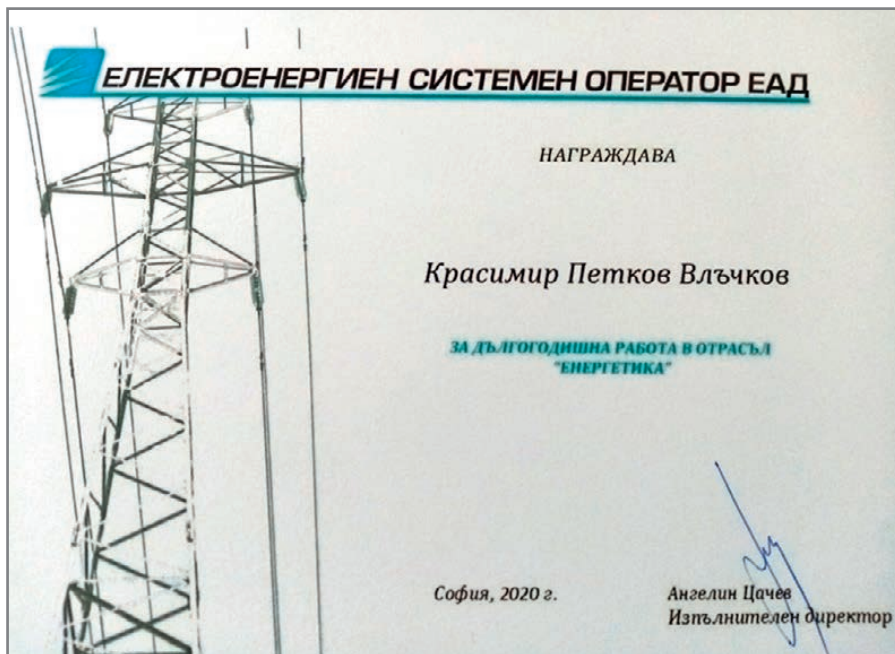 ЕЛЕКТРОЕНЕРГИЕН СИСТЕМЕН ОПЕРАТОР ЕАД
НАГРАЖДАВА
Красимир Петков Влъчков
ЗА ДЪЛГОГОДИШНА РАБОТА В ОТРАСЪЛ
"ЕНЕРГЕТИКА"
София, 2020 г.
Ангелин Цачев
Изпълнителен директор